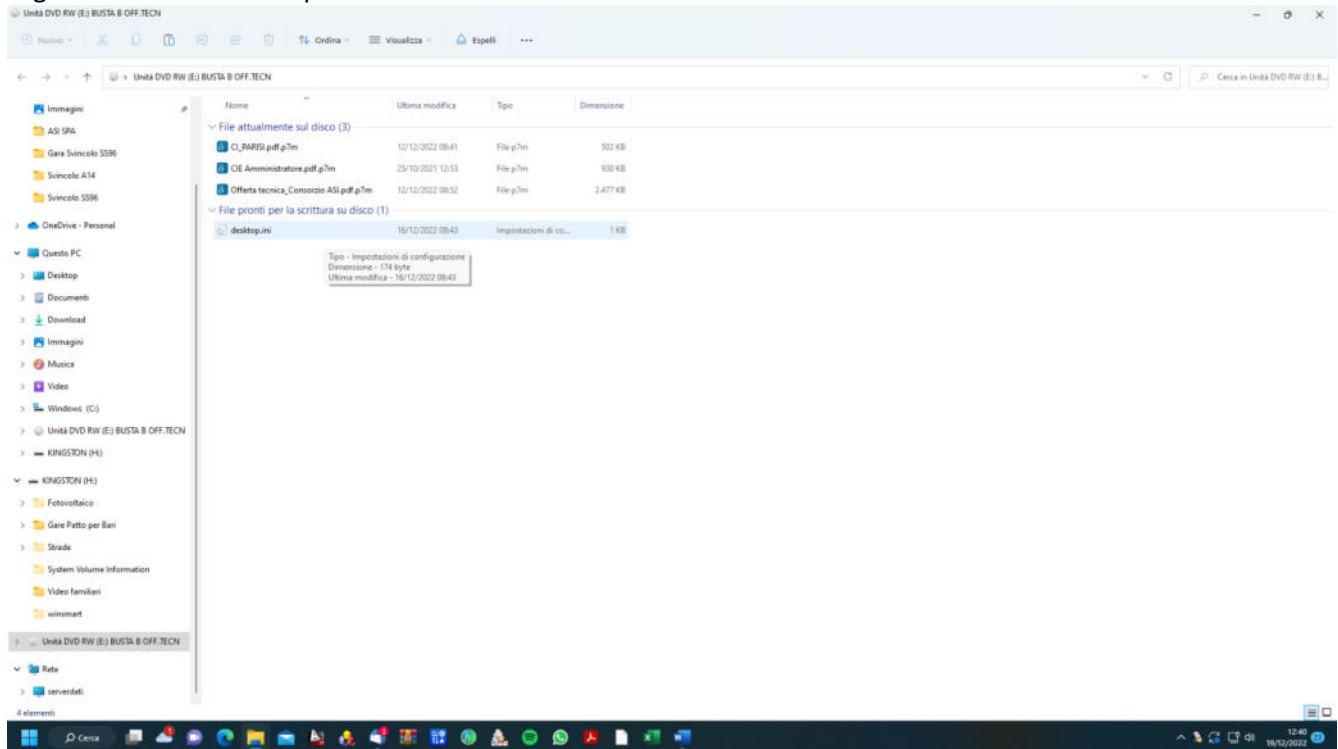 Unità DVD RW (E:) BUSTA B OFF.TECN
Nuovo
Ordina
Visualizza
Espelli
Unità DVD RW (E:) BUSTA B OFF.TECN
Cerca in Unità DVD RW (E:) B...
Immagini
ASI SPA
Gara Svincolo SS96
Svincolo A14
Svincolo SS96
OneDrive - Personal
Questo PC
Desktop
Documenti
Download
Immagini
Musica
Video
Windows (C:)
Unità DVD RW (E:) BUSTA B OFF.TECN
KINGSTON (H:)
KINGSTON (H:)
Fotovoltaico
Gare Patto per Bari
Strade
System Volume Information
Video familiari
winsmart
Unità DVD RW (E:) BUSTA B OFF.TECN
Rete
serverdati
4 elementi
Nome Ultima modifica Tipo Dimensione
File attualmente sul disco (3)
CI_PARISI.pdf.p7m 12/12/2022 08:41 File p7m 502 KB
CIE Amministratore.pdf.p7m 25/10/2021 12:53 File p7m 930 KB
Offerta tecnica_Consorzio ASI.pdf.p7m 12/12/2022 08:52 File p7m 2.477 KB
File pronti per la scrittura su disco (1)
desktop.ini 16/12/2022 08:43 Impostazioni di co... 1 KB
Tipo - Impostazioni di configurazione
Dimensione - 174 byte
Ultima modifica - 16/12/2022 08:43
Cerca
12:40
16/12/2022